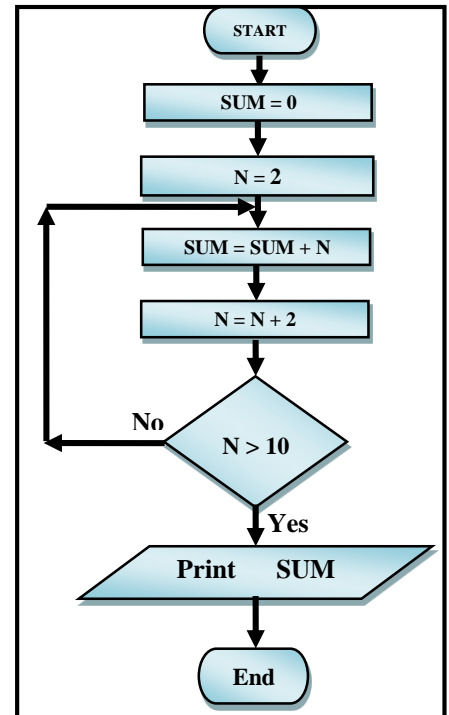 START
SUM = 0
N = 2
SUM = SUM + N
N = N + 2
N > 10
No
Yes
Print SUM
End